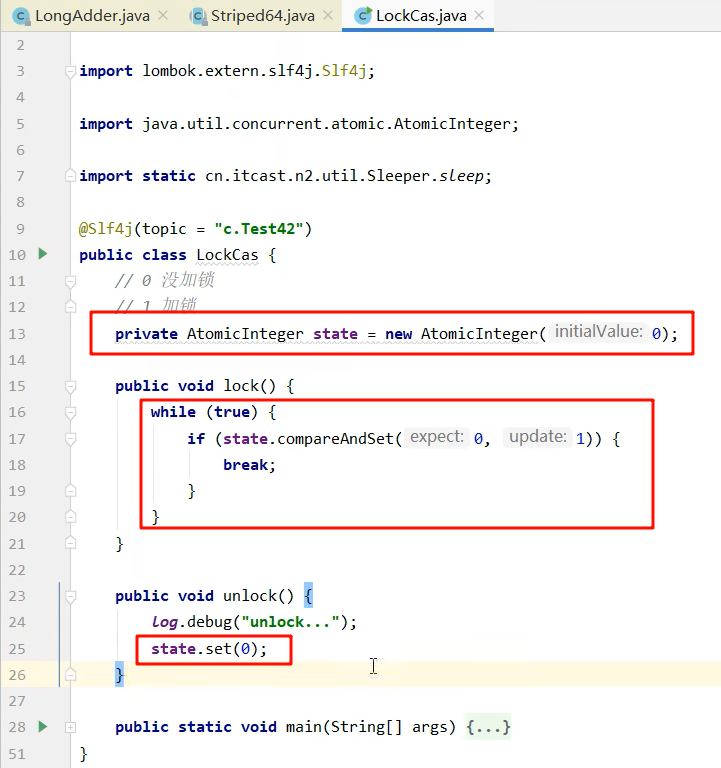 LongAdder.java × Striped64.java × LockCas.java ×
2
3 import lombok.extern.slf4j.Slf4j;
4
5 import java.util.concurrent.atomic.AtomicInteger;
6
7 import static cn.itcast.n2.util.Sleeper.sleep;
8
9 @Slf4j(topic = "c.Test42")
10 public class LockCas {
11 // 0 没加锁
12 // 1 加锁
13 private AtomicInteger state = new AtomicInteger( initialValue: 0);
14
15 public void lock() {
16 while (true) {
17 if (state.compareAndSet( expect: 0, update: 1)) {
18 break;
19 }
20 }
21 }
22
23 public void unlock() {
24 log.debug("unlock...");
25 state.set(0);
26 }
27
28 public static void main(String[] args) {...}
51 }